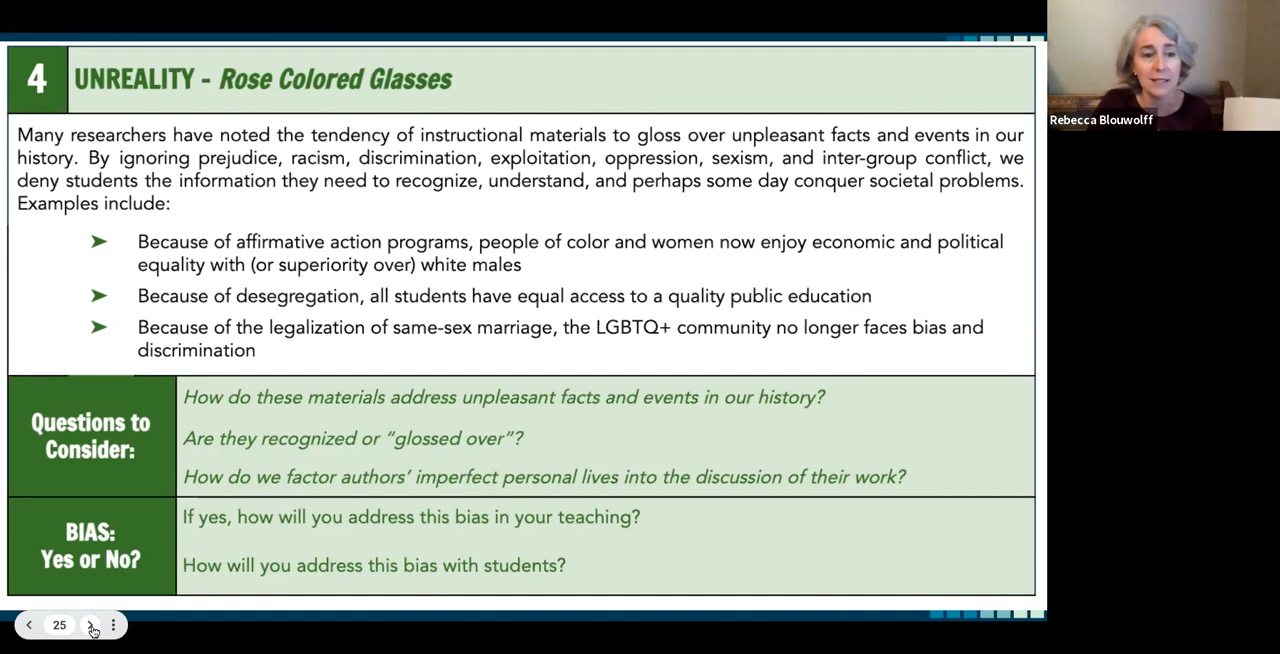 4
UNREALITY - Rose Colored Glasses
Rebecca Blouwolff
Many researchers have noted the tendency of instructional materials to gloss over unpleasant facts and events in our
history. By ignoring prejudice, racism, discrimination, exploitation, oppression, sexism, and inter-group conflict, we
deny students the information they need to recognize, understand, and perhaps some day conquer societal problems.
Examples include:
➤ Because of affirmative action programs, people of color and women now enjoy economic and political
equality with (or superiority over) white males
➤ Because of desegregation, all students have equal access to a quality public education
➤ Because of the legalization of same-sex marriage, the LGBTQ+ community no longer faces bias and
discrimination
Questions to
Consider:
How do these materials address unpleasant facts and events in our history?
Are they recognized or “glossed over”?
How do we factor authors’ imperfect personal lives into the discussion of their work?
BIAS:
Yes or No?
If yes, how will you address this bias in your teaching?
How will you address this bias with students?
25